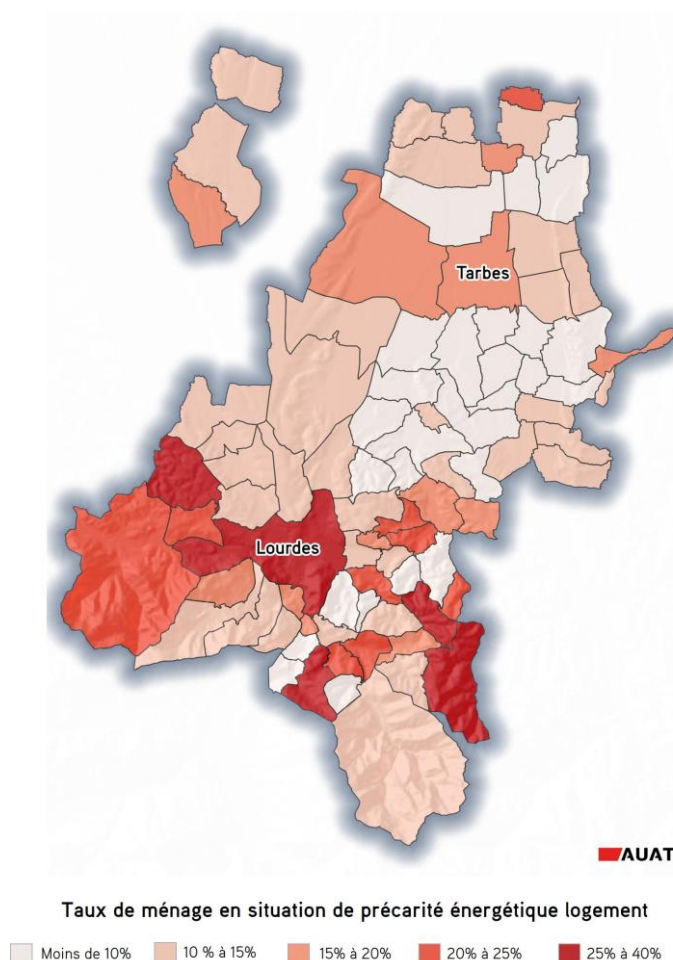 Tarbes
Lourdes
AUAT
Taux de ménage en situation de précarité énergétique logement
Moins de 10% 10 % à 15% 15% à 20% 20% à 25% 25% à 40%